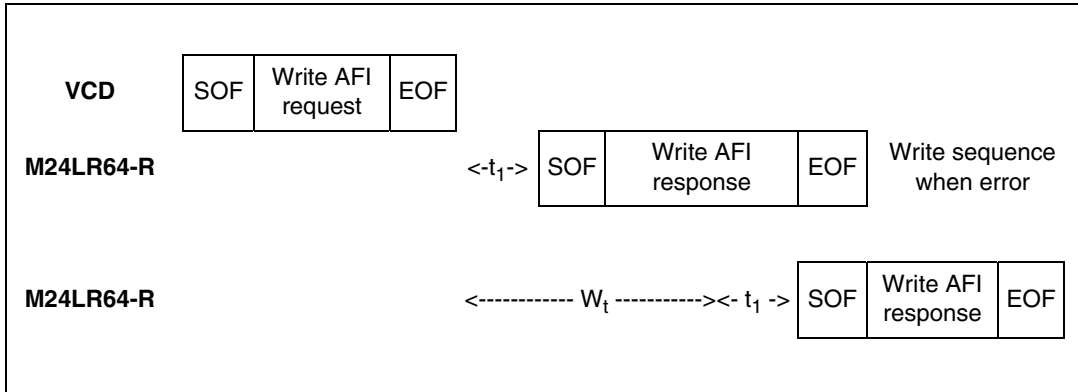 VCD SOF Write AFI request EOF
M24LR64-R <-t1-> SOF Write AFI response EOF Write sequence when error
M24LR64-R <------------ Wt -----------><- t1 -> SOF Write AFI response EOF